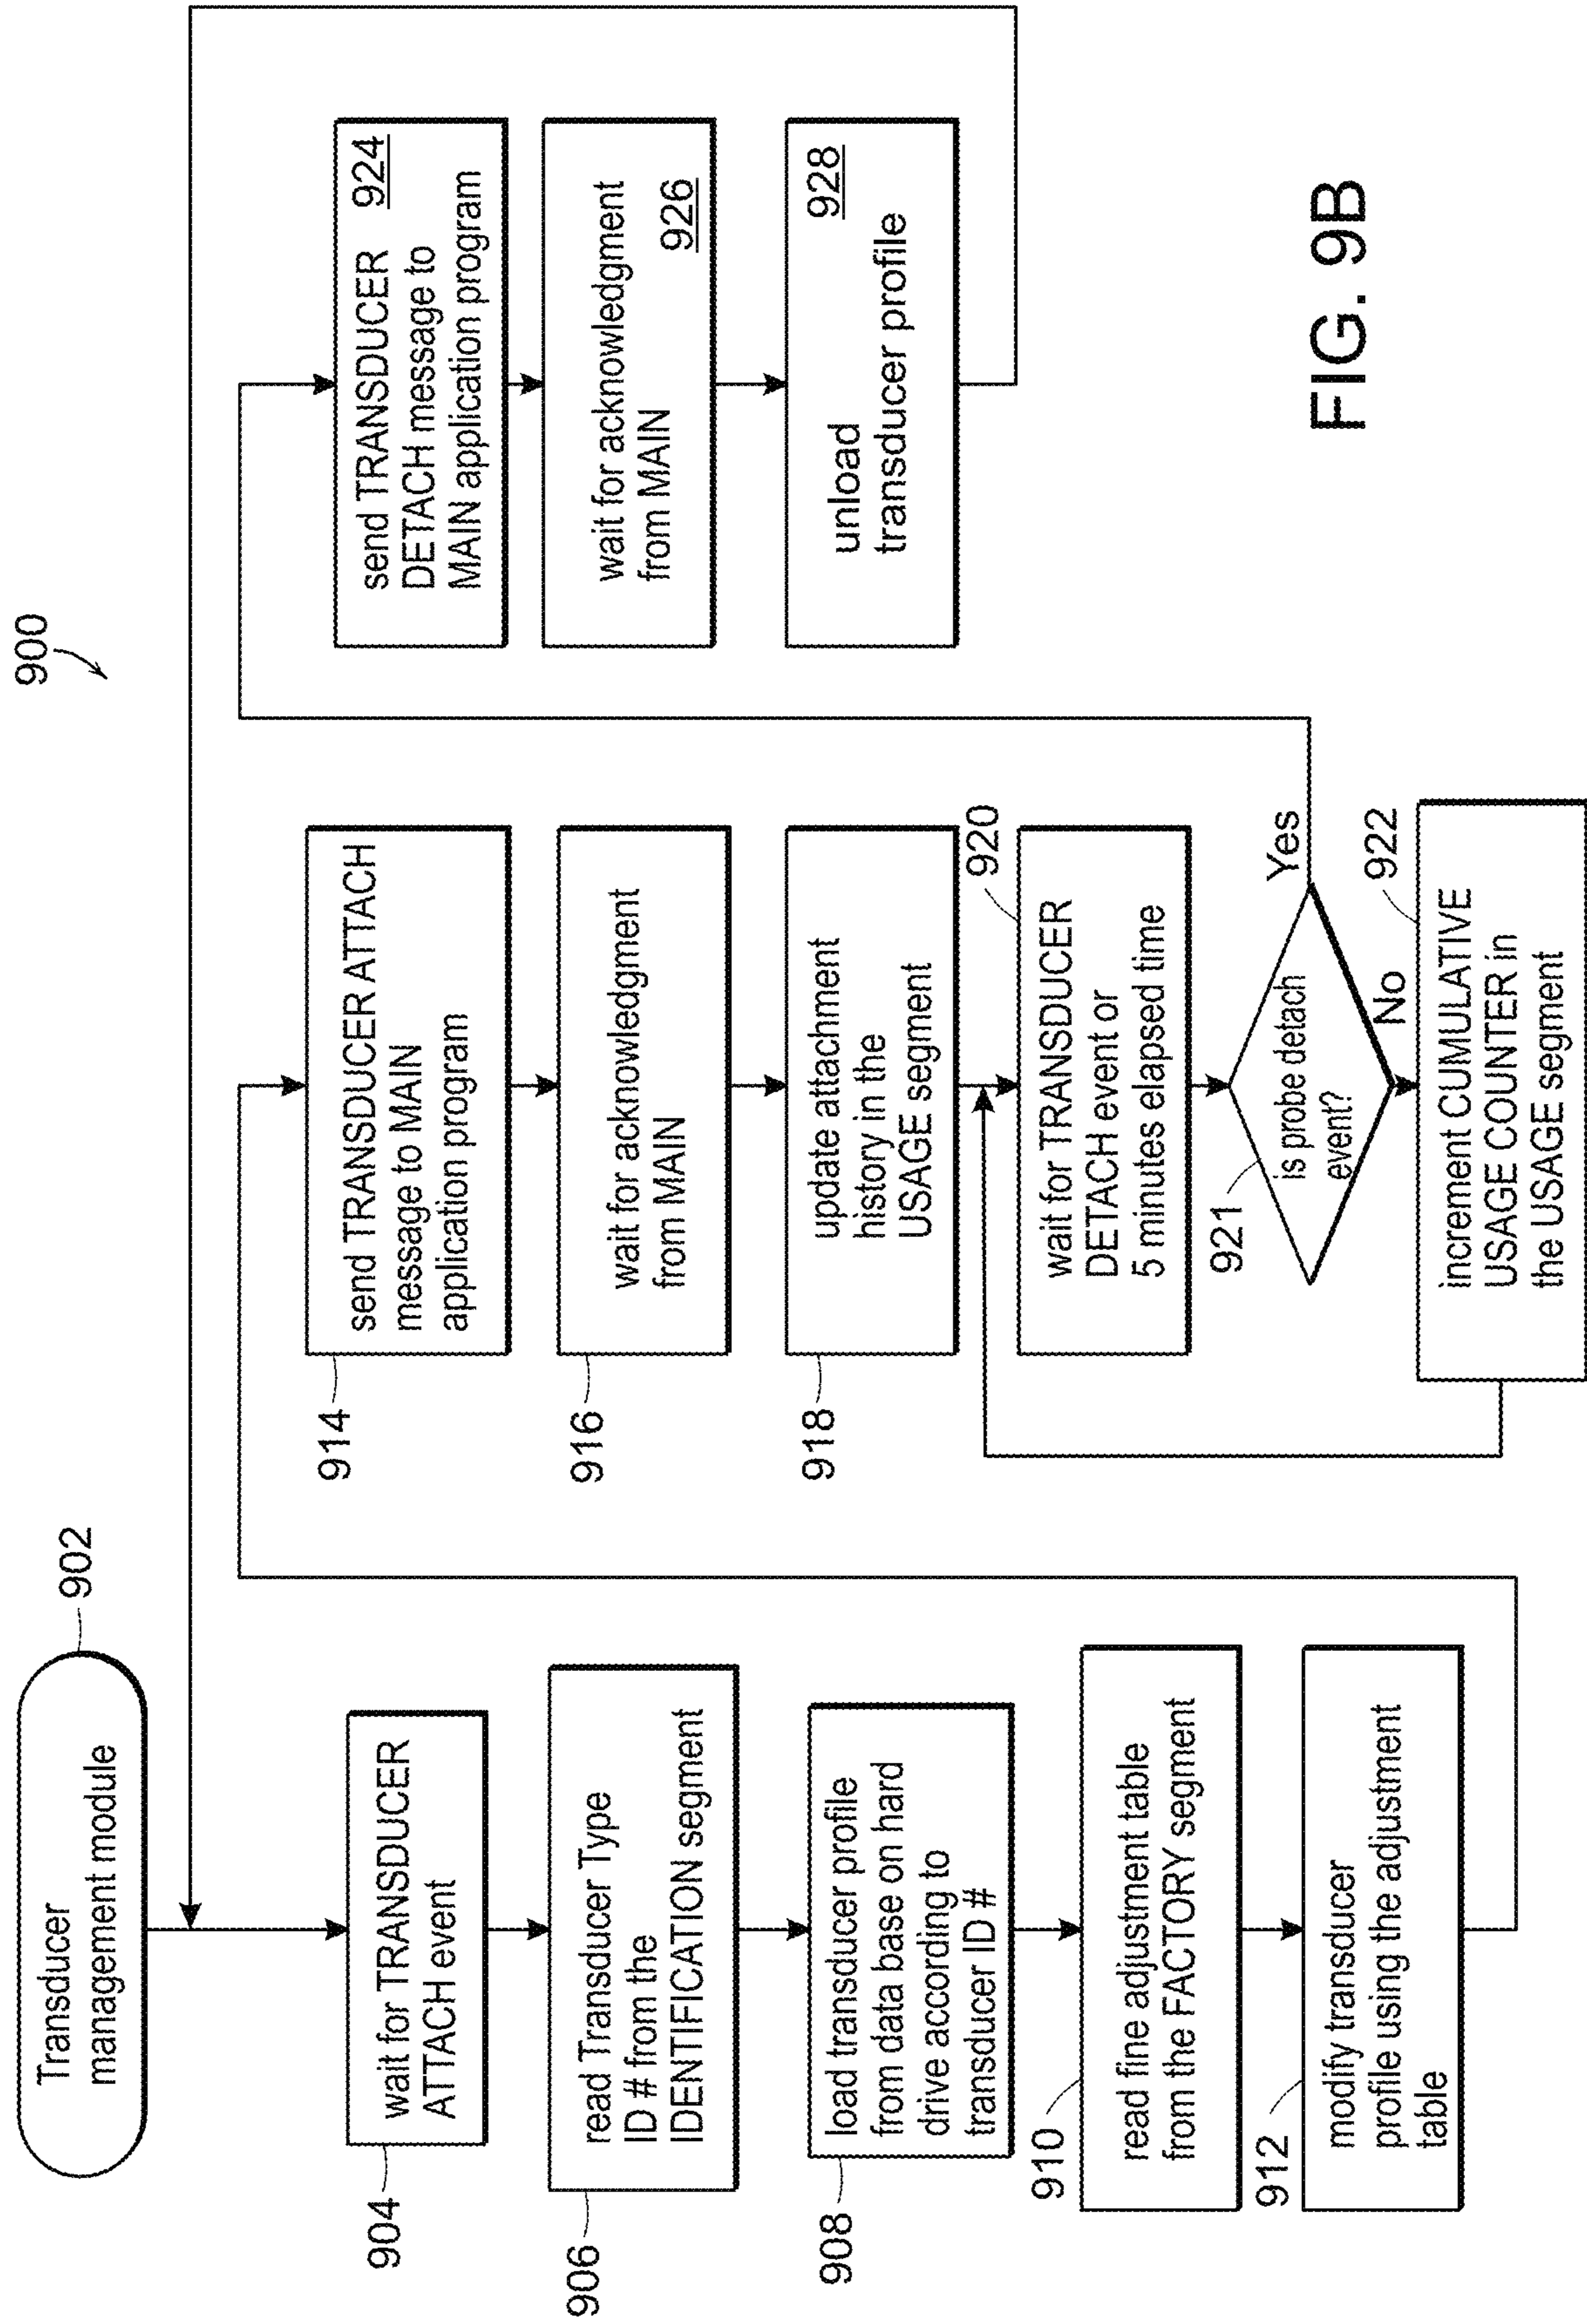 900
Transducer
management module
902
wait for TRANSDUCER
ATTACH event
904
read Transducer Type
ID # from the
IDENTIFICATION segment
906
load transducer profile
from data base on hard
drive according to
transducer ID #
908
read fine adjustment table
from the FACTORY segment
910
modify transducer
profile using the adjustment
table
912
send TRANSDUCER ATTACH
message to MAIN
application program
914
wait for acknowledgment
from MAIN
916
update attachment
history in the
USAGE segment
918
wait for TRANSDUCER
DETACH event or
5 minutes elapsed time
920
is probe detach
event?
921
Yes
No
increment CUMULATIVE
USAGE COUNTER in
the USAGE segment
922
send TRANSDUCER
DETACH message to
MAIN application program
924
wait for acknowledgment
from MAIN
926
unload
transducer profile
928
FIG. 9B